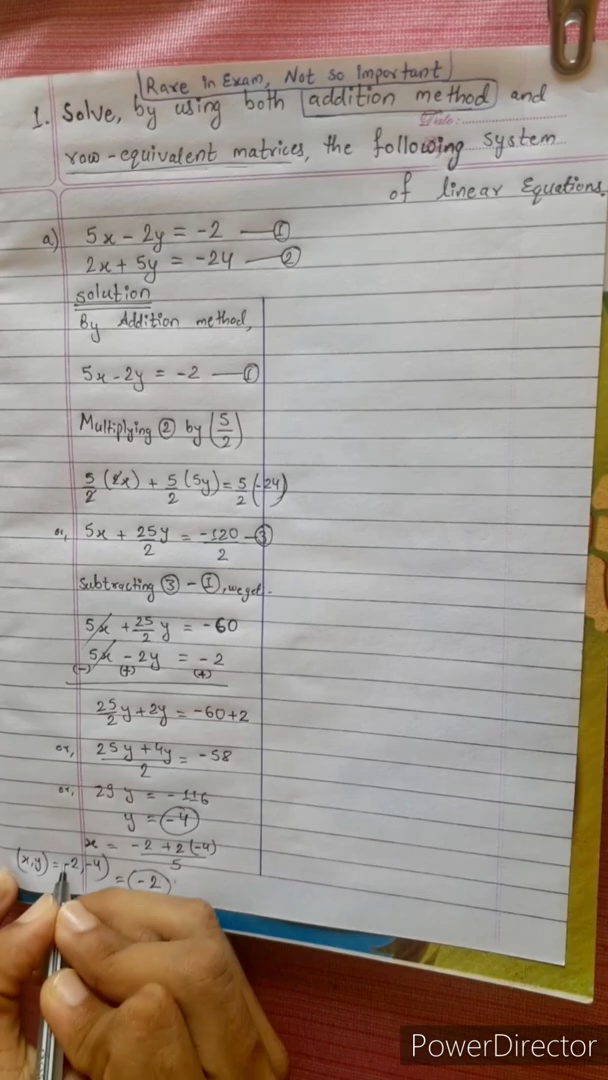 Rare in Exam, Not so important
1. Solve, by using both addition method and
Date:
row-equivalent matrices, the following system
of linear Equations.
a) 5x - 2y = -2 — ①
2x + 5y = -24 — ②
solution
By Addition method,
5x - 2y = -2 — ①
Multiplying ② by (5/2)
5/2 (2x) + 5/2 (5y) = 5/2 (-24)
or, 5x + 25y/2 = -120/2 — ③
subtracting ③ - ①, we get.
5x + 25/2 y = -60
5x - 2y = -2
(-) (+) (+)
25/2 y + 2y = -60+2
or, 25y + 4y / 2 = -58
or, 29y = -116
y = -4
x = -2 + 2(-4) / 5
(x,y) = -2, -4)
= -2
PowerDirector